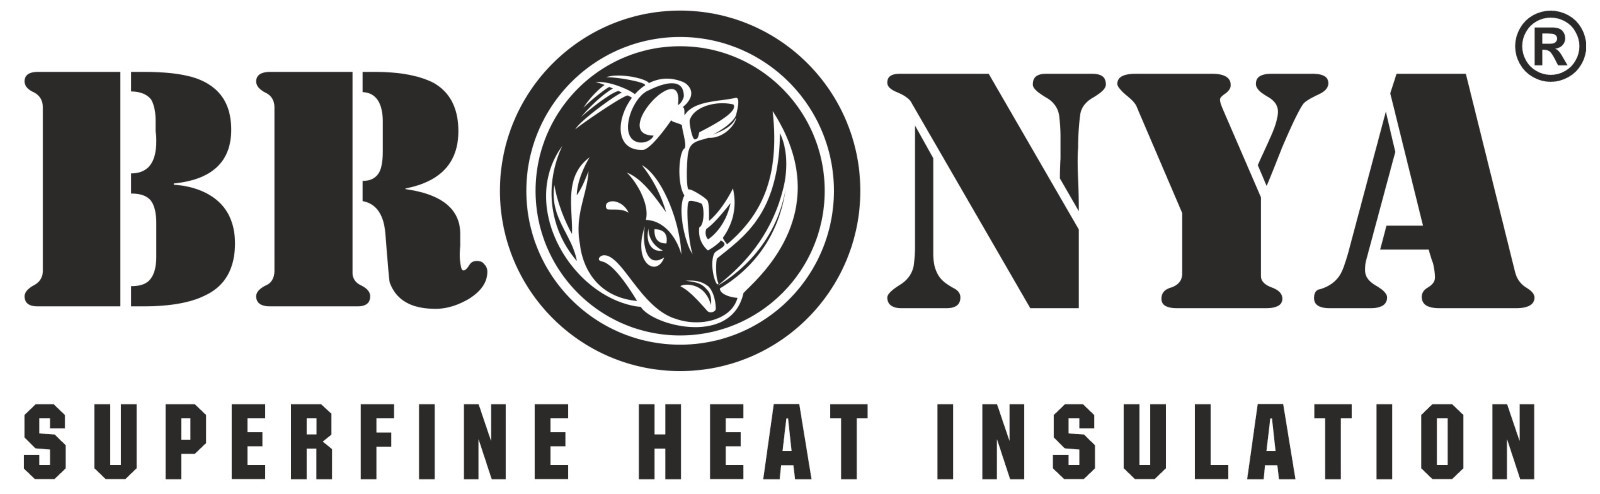 BRONYA®
SUPERFINE HEAT INSULATION